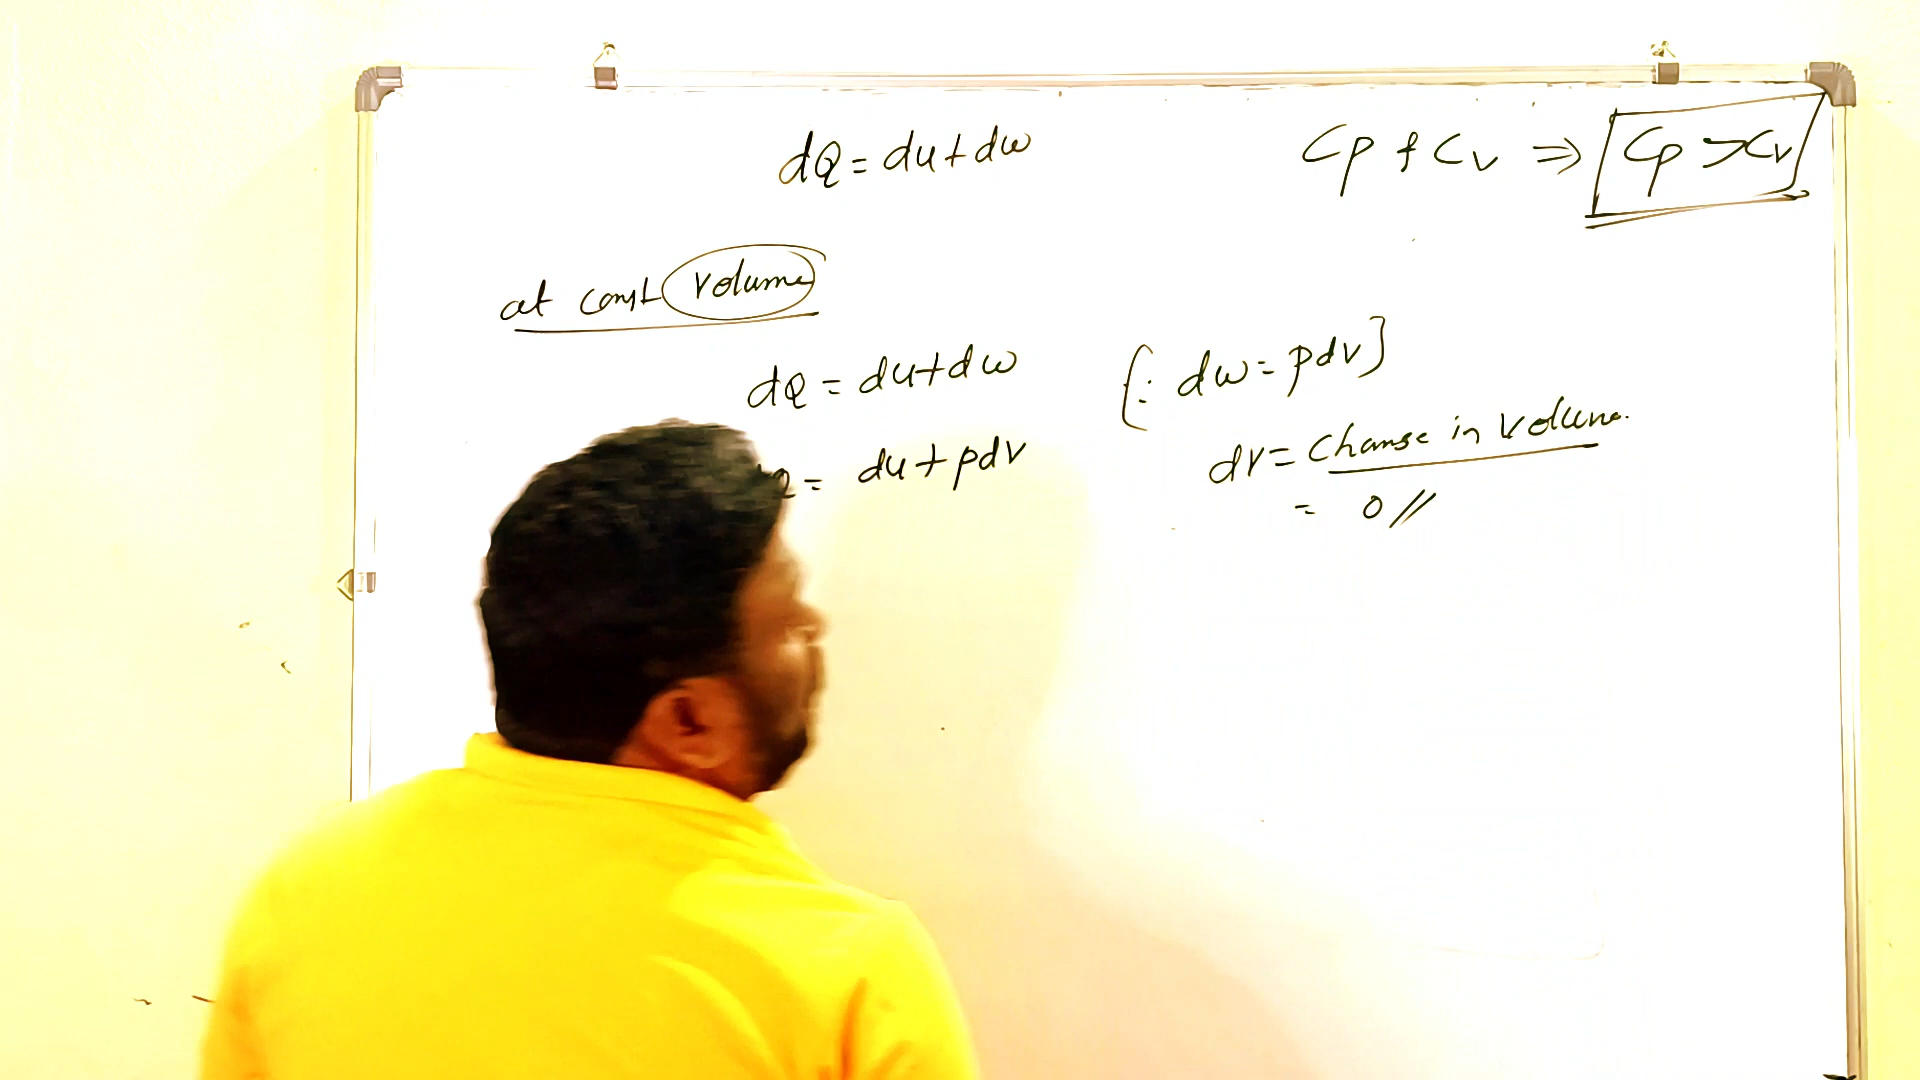 dQ = du + dw
Cp & Cv ⇒ Cp > Cv
at const volume
dQ = du + dw [∵ dw = pdv]
= du + pdv
dv = Change in volume.
= 0 //